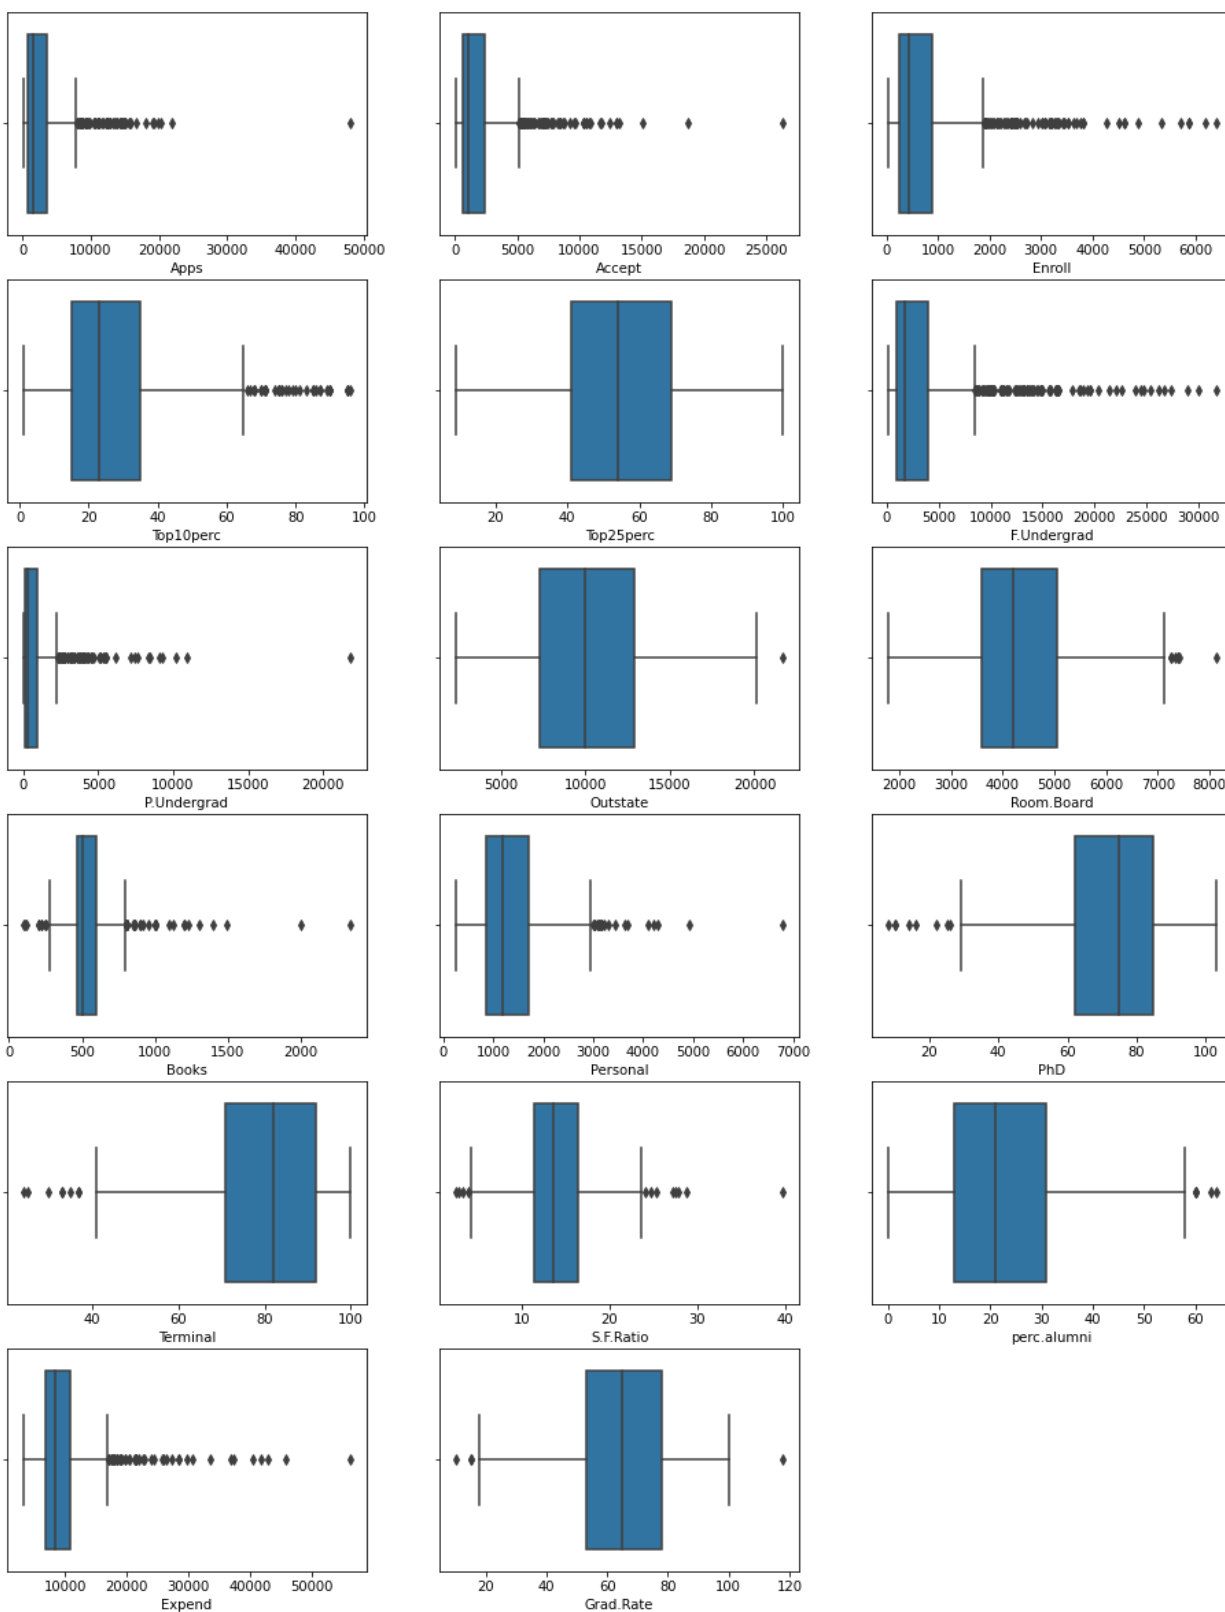 0 10000 20000 30000 40000 50000
Apps
0 5000 10000 15000 20000 25000
Accept
0 1000 2000 3000 4000 5000 6000
Enroll
0 20 40 60 80 100
Top10perc
20 40 60 80 100
Top25perc
0 5000 10000 15000 20000 25000 30000
F.Undergrad
0 5000 10000 15000 20000
P.Undergrad
5000 10000 15000 20000
Outstate
2000 3000 4000 5000 6000 7000 8000
Room.Board
0 500 1000 1500 2000
Books
0 1000 2000 3000 4000 5000 6000 7000
Personal
20 40 60 80 100
PhD
40 60 80 100
Terminal
10 20 30 40
S.F.Ratio
0 10 20 30 40 50 60
perc.alumni
10000 20000 30000 40000 50000
Expend
20 40 60 80 100 120
Grad.Rate